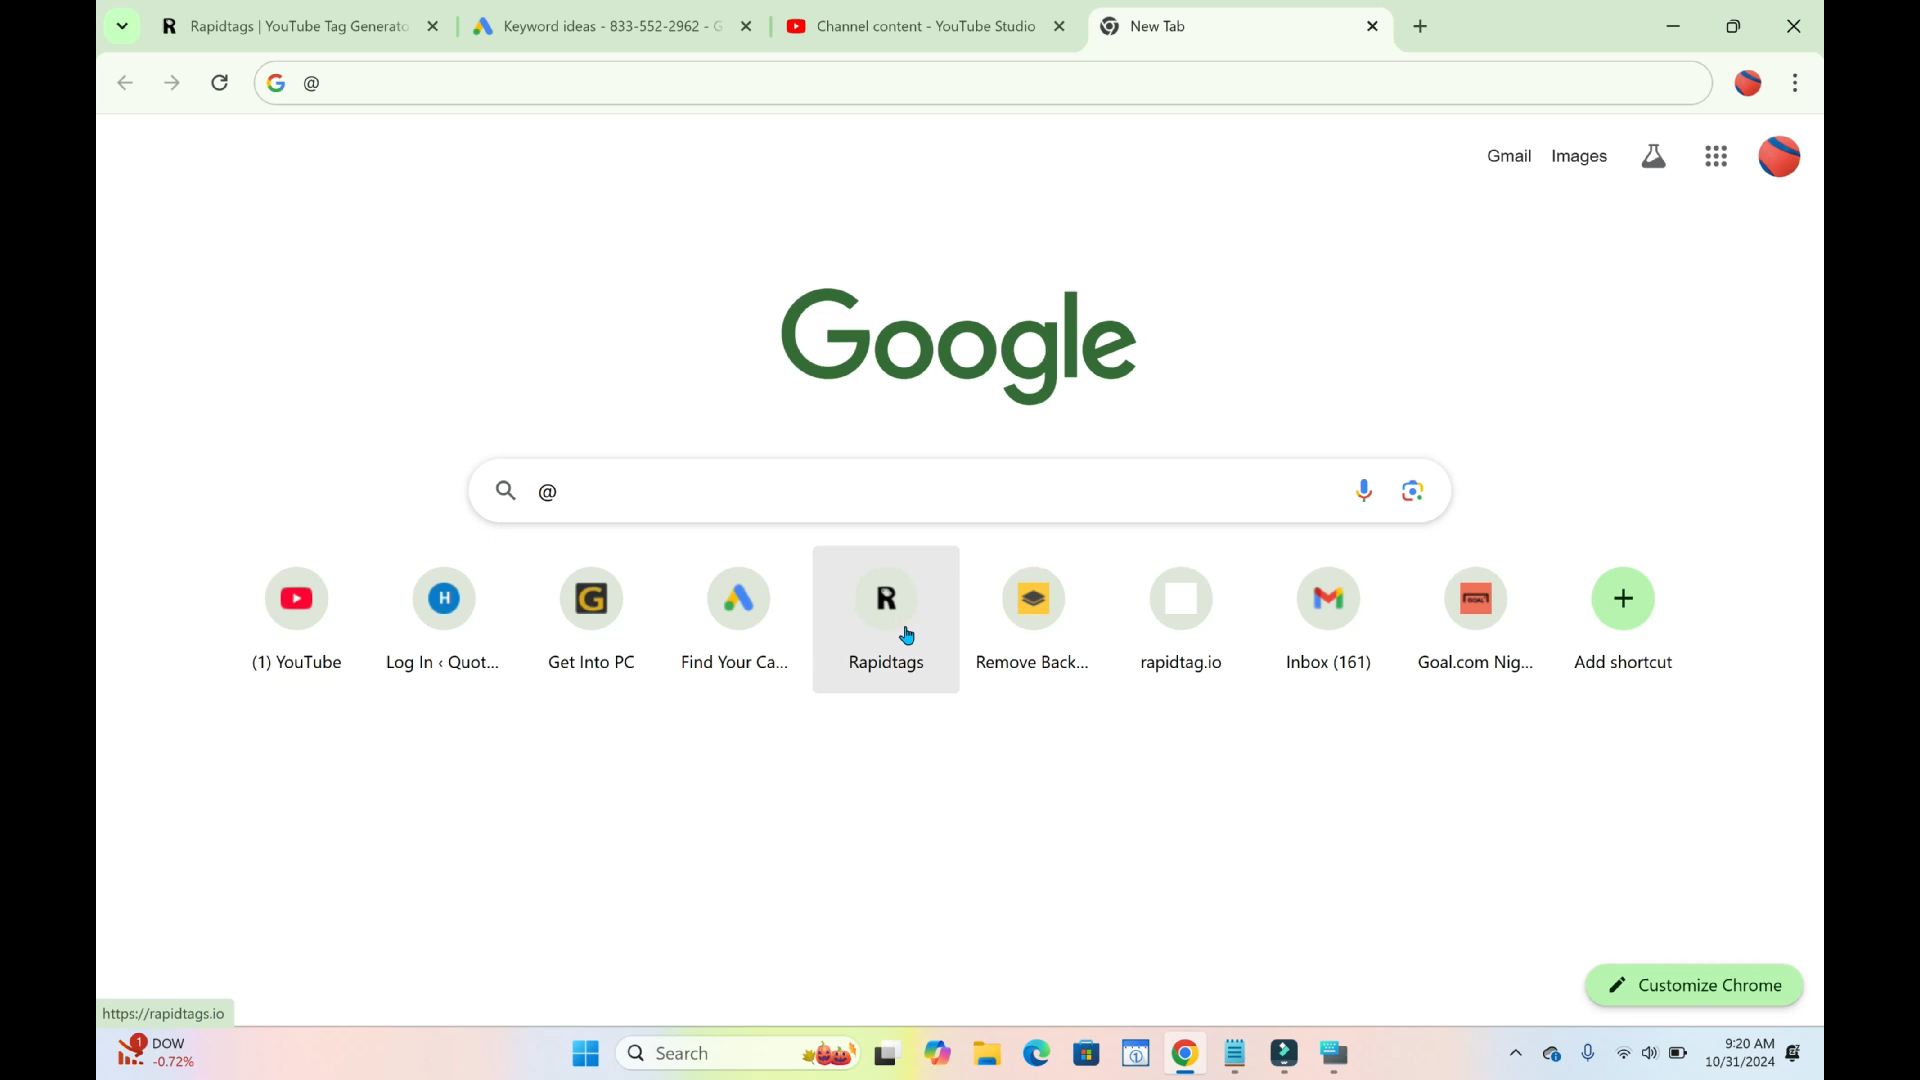 Rapidtags | YouTube Tag Generato
Keyword ideas - 833-552-2962 - G
Channel content - YouTube Studio
New Tab
@
Gmail Images
Google
@
(1) YouTube
Log In ‹ Quot...
Get Into PC
Find Your Ca...
R
Rapidtags
Remove Back...
rapidtag.io
Inbox (161)
Goal.com Nig...
Add shortcut
Customize Chrome
https://rapidtags.io
1
DOW
-0.72%
Search
9:20 AM
10/31/2024